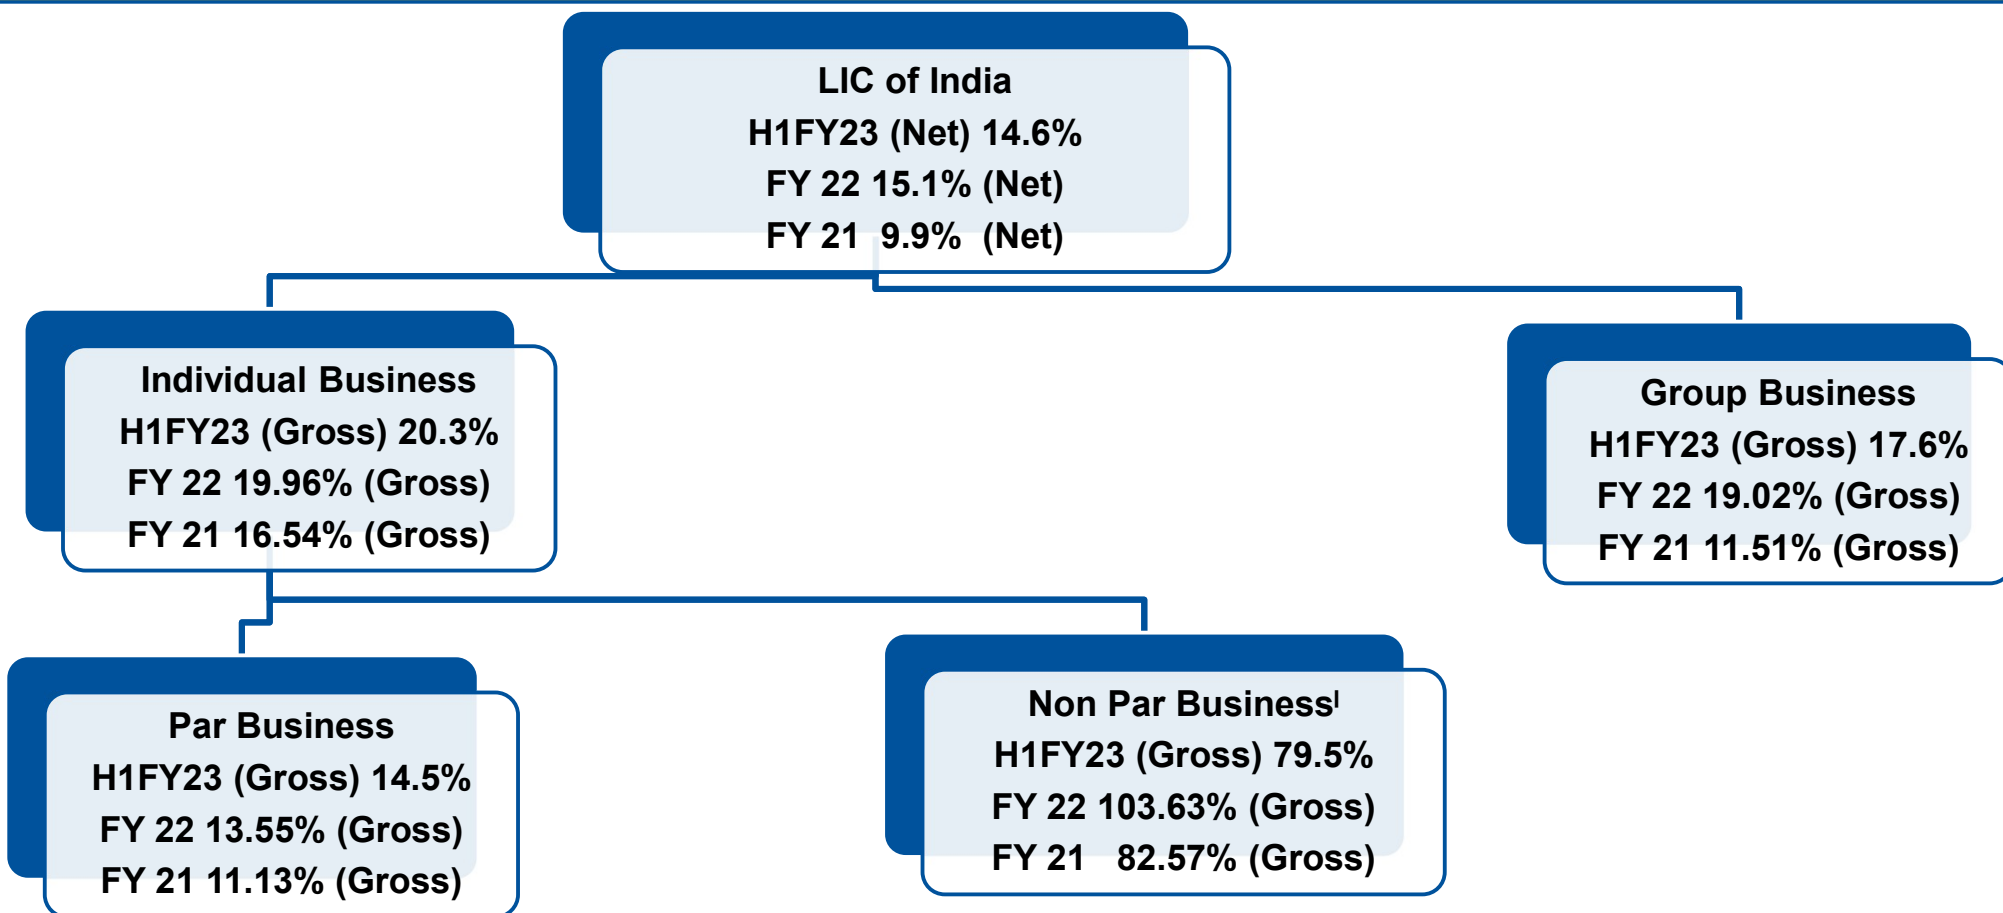 LIC of India
H1FY23 (Net) 14.6%
FY 22 15.1% (Net)
FY 21 9.9% (Net)
Individual Business
H1FY23 (Gross) 20.3%
FY 22 19.96% (Gross)
FY 21 16.54% (Gross)
Group Business
H1FY23 (Gross) 17.6%
FY 22 19.02% (Gross)
FY 21 11.51% (Gross)
Par Business
H1FY23 (Gross) 14.5%
FY 22 13.55% (Gross)
FY 21 11.13% (Gross)
Non Par Businessˡ
H1FY23 (Gross) 79.5%
FY 22 103.63% (Gross)
FY 21 82.57% (Gross)